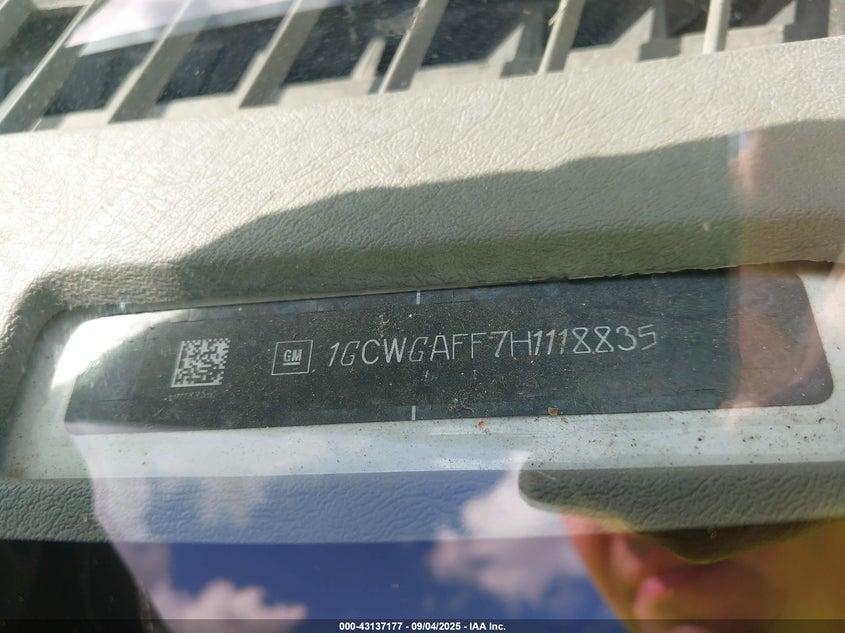 GM 1GCWGAFF7H1118835
000-43137177 - 09/04/2025 - IAA Inc.